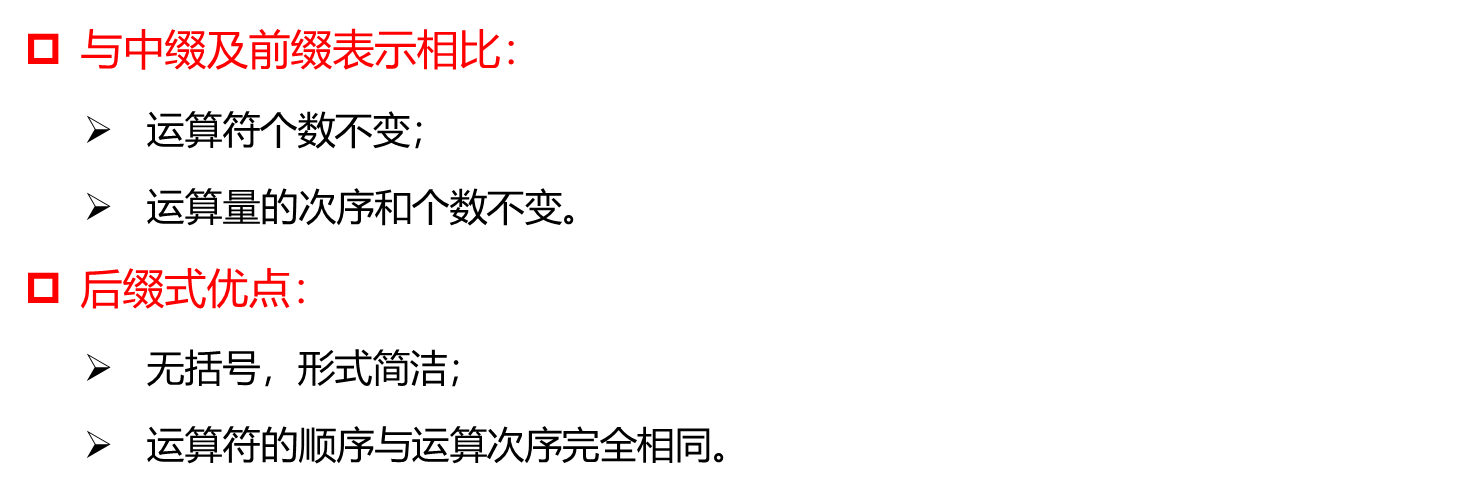 与中缀及前缀表示相比：
运算符个数不变；
运算量的次序和个数不变。
后缀式优点：
无括号，形式简洁；
运算符的顺序与运算次序完全相同。